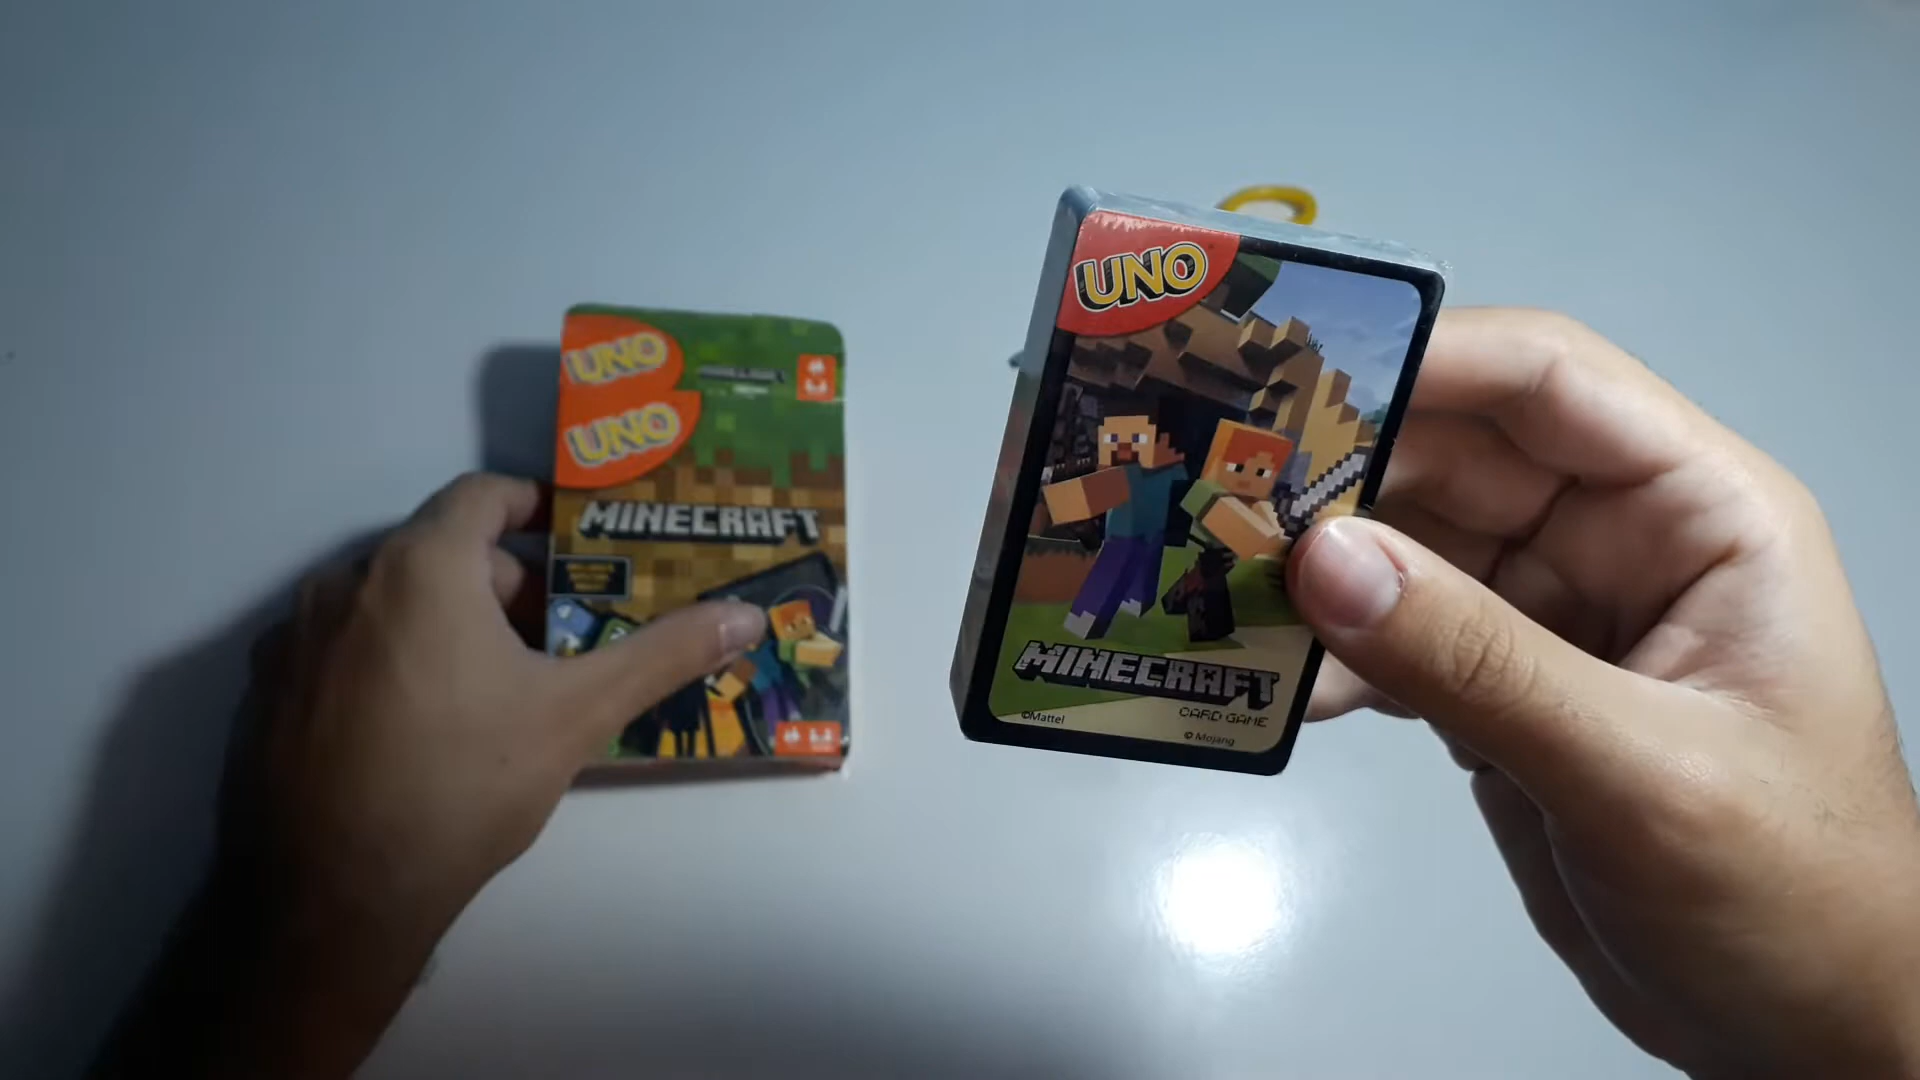 UNO
UNO
MINECRAFT
UNO
MINECRAFT
CARD GAME
©Mattel
© Mojang